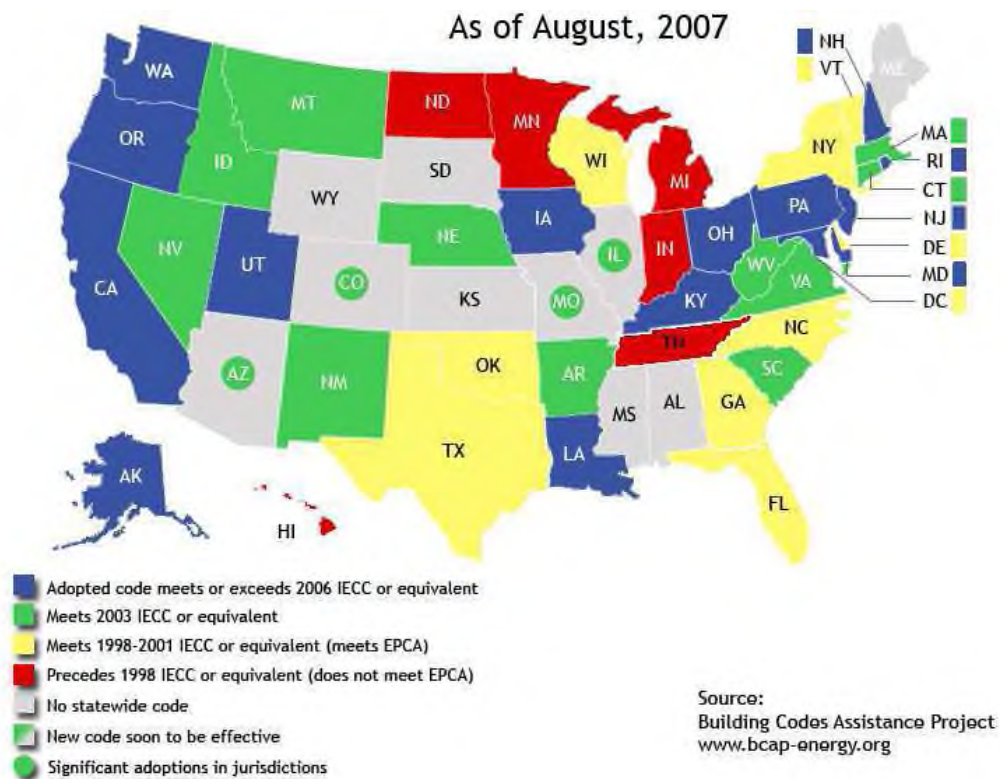 As of August, 2007
NH
VT
WA
MT
ND
MN
ME
OR
ID
SD
WI
NY
MA
MI
RI
WY
CT
IA
PA
NJ
NE
OH
NV
UT
IL
IN
DE
WV
MD
CO
VA
CA
KS
MO
KY
DC
NC
TN
OK
AZ
NM
AR
SC
MS
AL
GA
TX
LA
AK
FL
HI
Adopted code meets or exceeds 2006 IECC or equivalent
Meets 2003 IECC or equivalent
Meets 1998-2001 IECC or equivalent (meets EPCA)
Precedes 1998 IECC or equivalent (does not meet EPCA)
No statewide code
New code soon to be effective
Significant adoptions in jurisdictions
Source:
Building Codes Assistance Project
www.bcap-energy.org